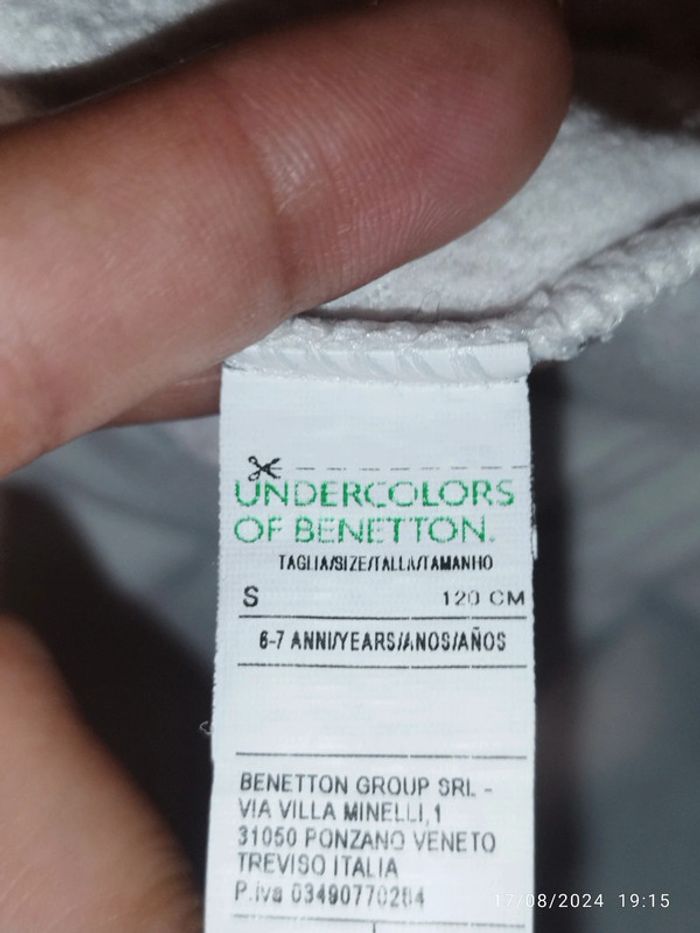 UNDERCOLORS
OF BENETTON.
TAGLIA/SIZE/TALLA/TAMANHO
S 120 CM
6-7 ANNI/YEARS/ANOS/AÑOS
BENETTON GROUP SRL -
VIA VILLA MINELLI,1
31050 PONZANO VENETO
TREVISO ITALIA
P.iva 03490770264
17/08/2024 19:15